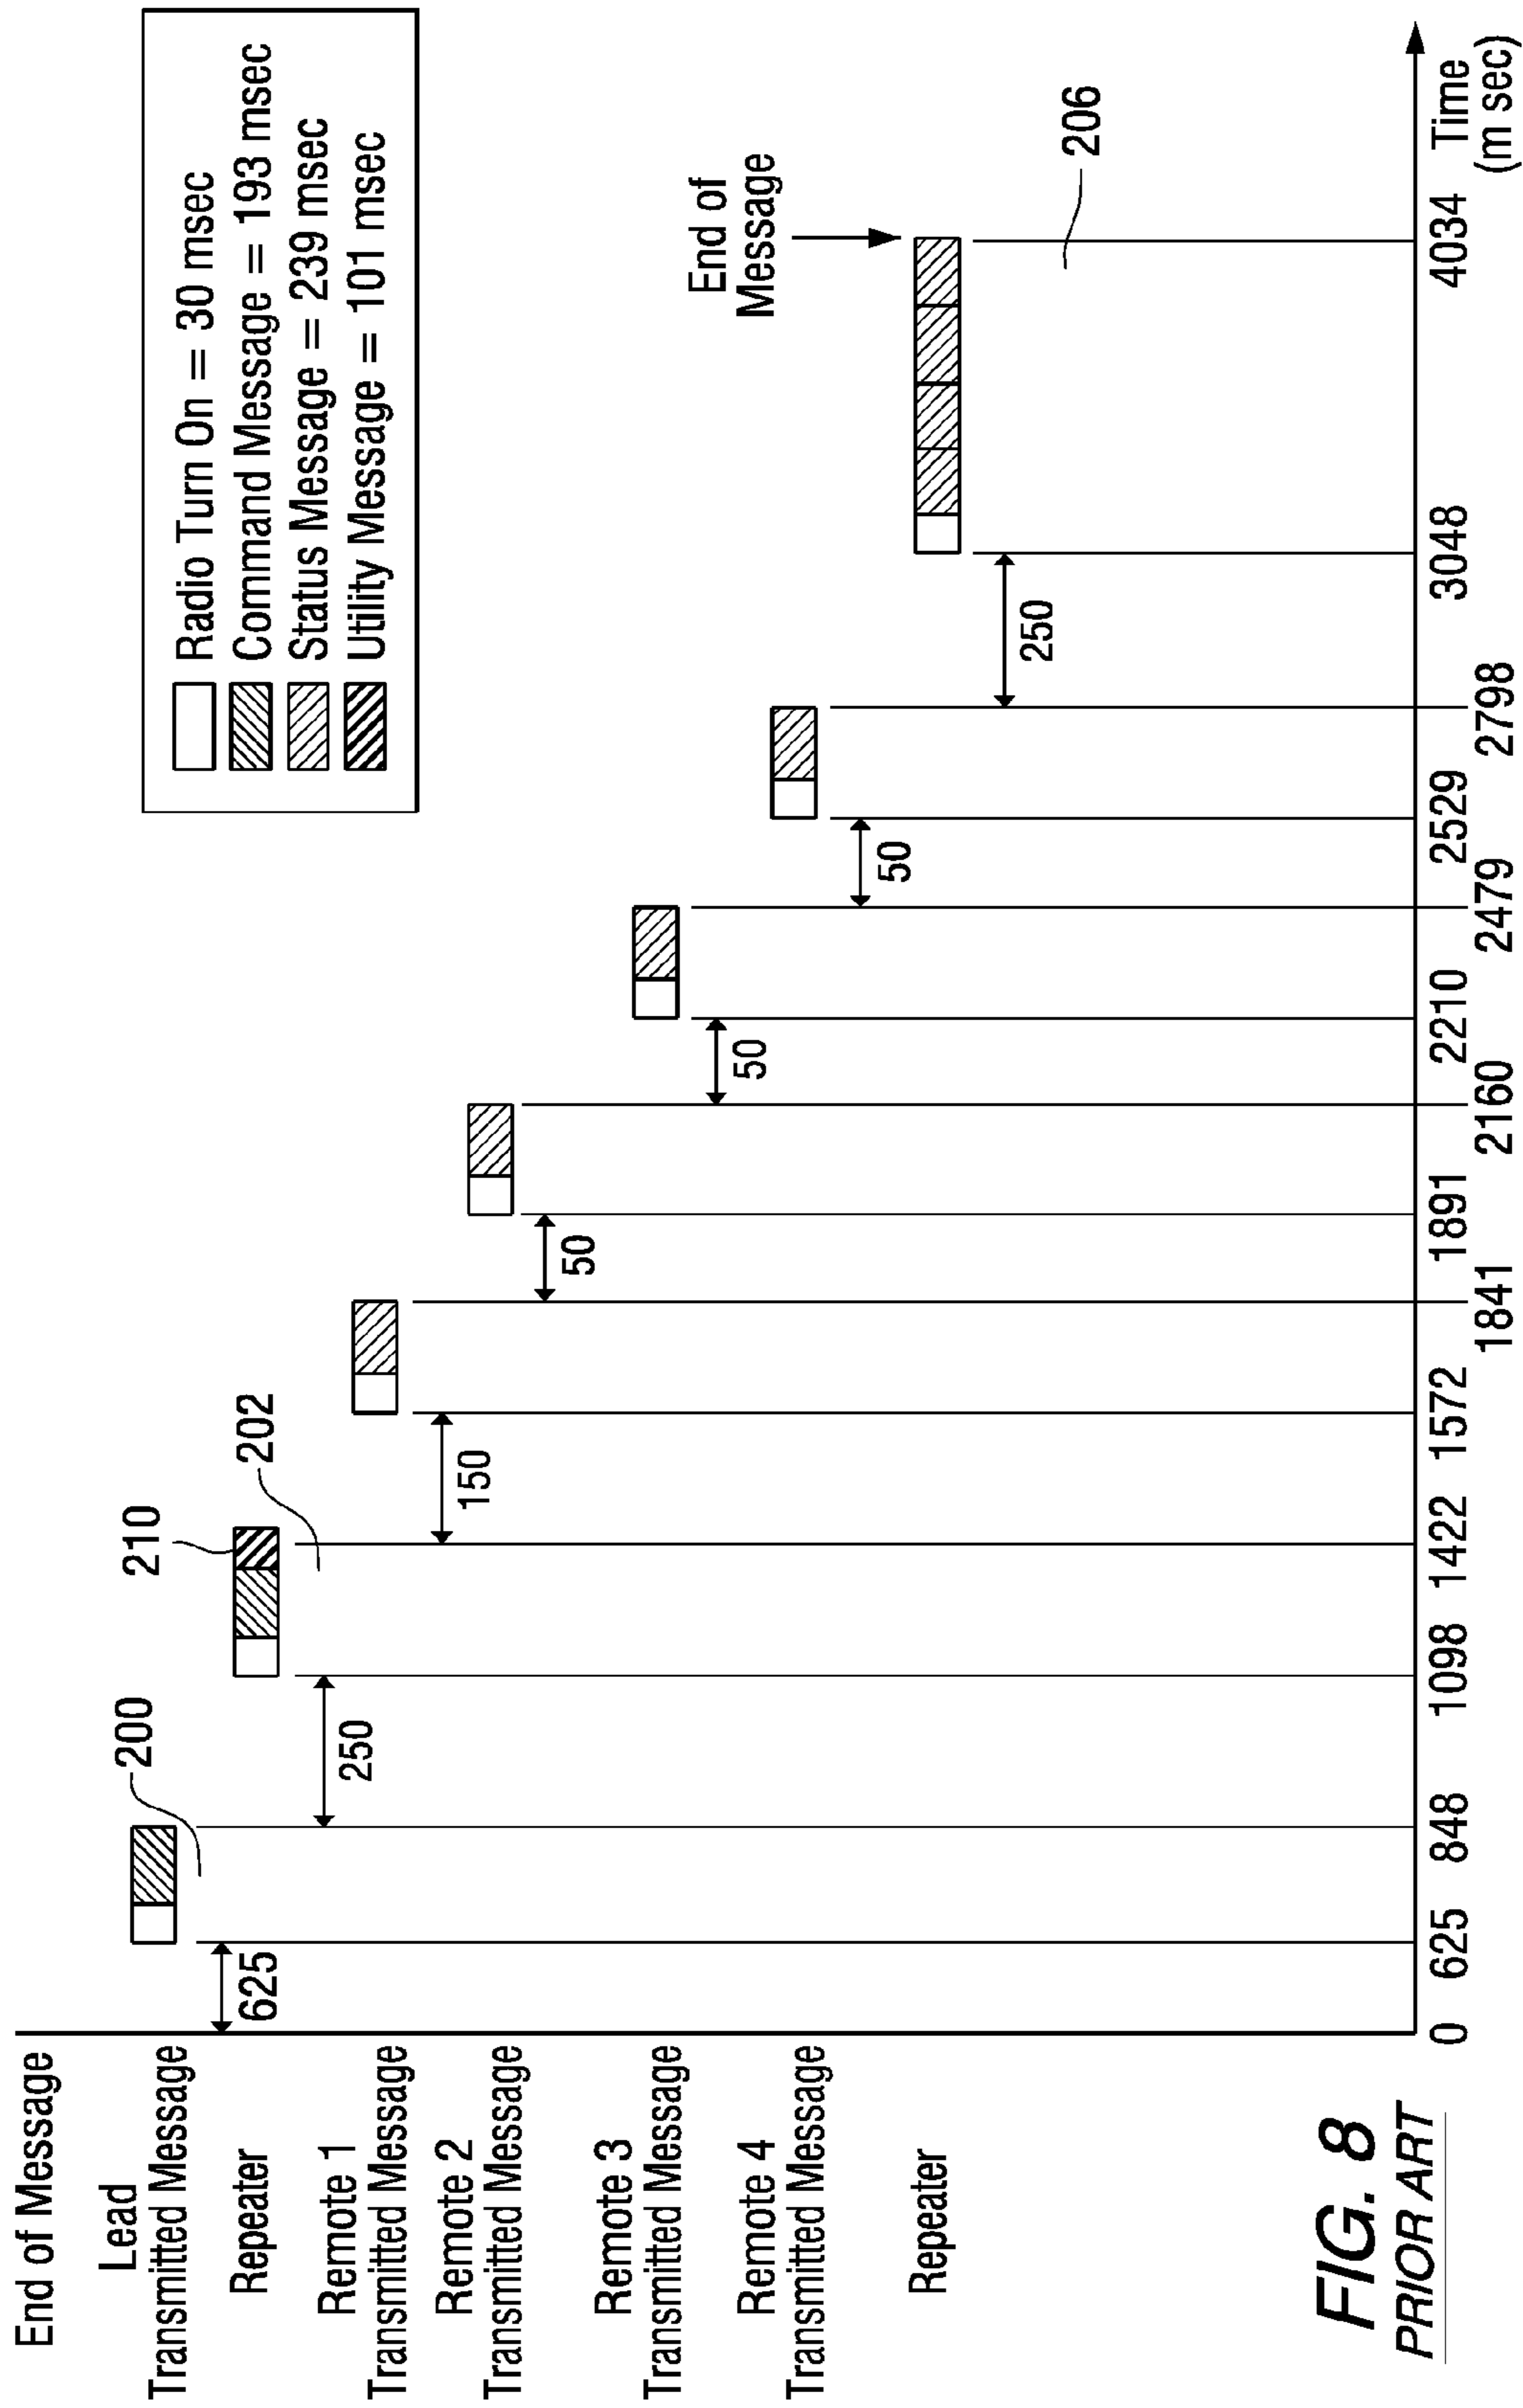 End of Message
Lead
Transmitted Message
Repeater
Remote 1
Transmitted Message
Remote 2
Transmitted Message
Remote 3
Transmitted Message
Remote 4
Transmitted Message
Repeater
Radio Turn On = 30 msec
Command Message = 193 msec
Status Message = 239 msec
Utility Message = 101 msec
200
210
202
625
250
150
50
50
50
250
End of
Message
206
0 625 848 1098 1422 1572 1891 2210 2529 3048 4034 Time
(m sec)
1841 2160 2479 2798
FIG. 8
PRIOR ART